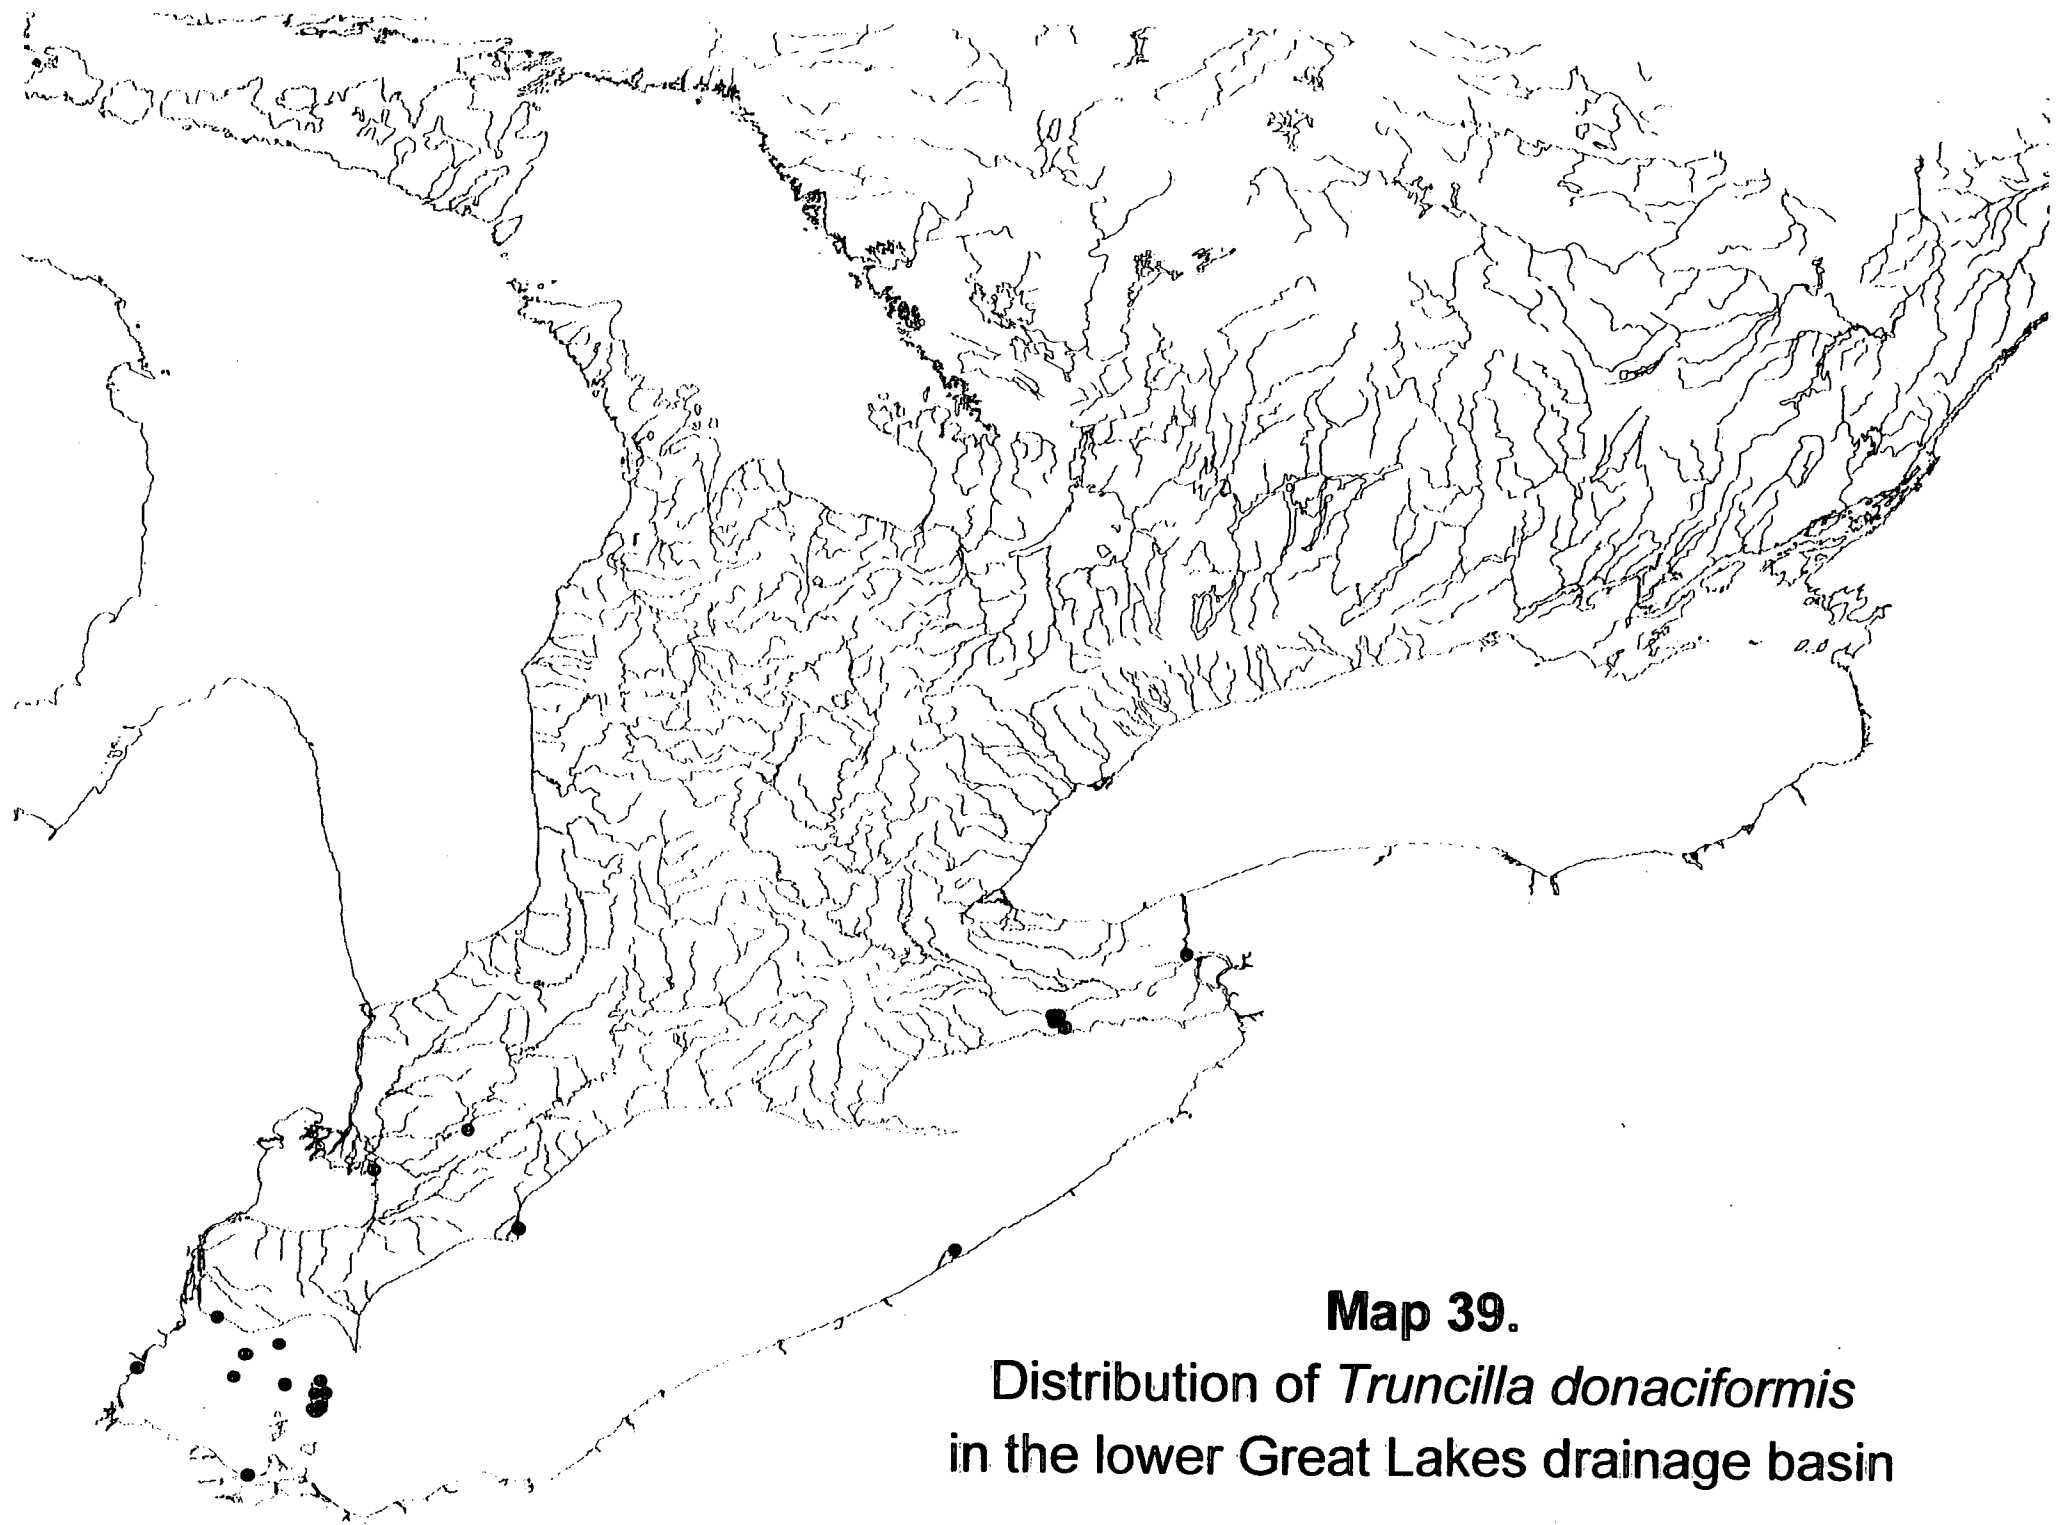 Map 39.
Distribution of Truncilla donaciformis
in the lower Great Lakes drainage basin